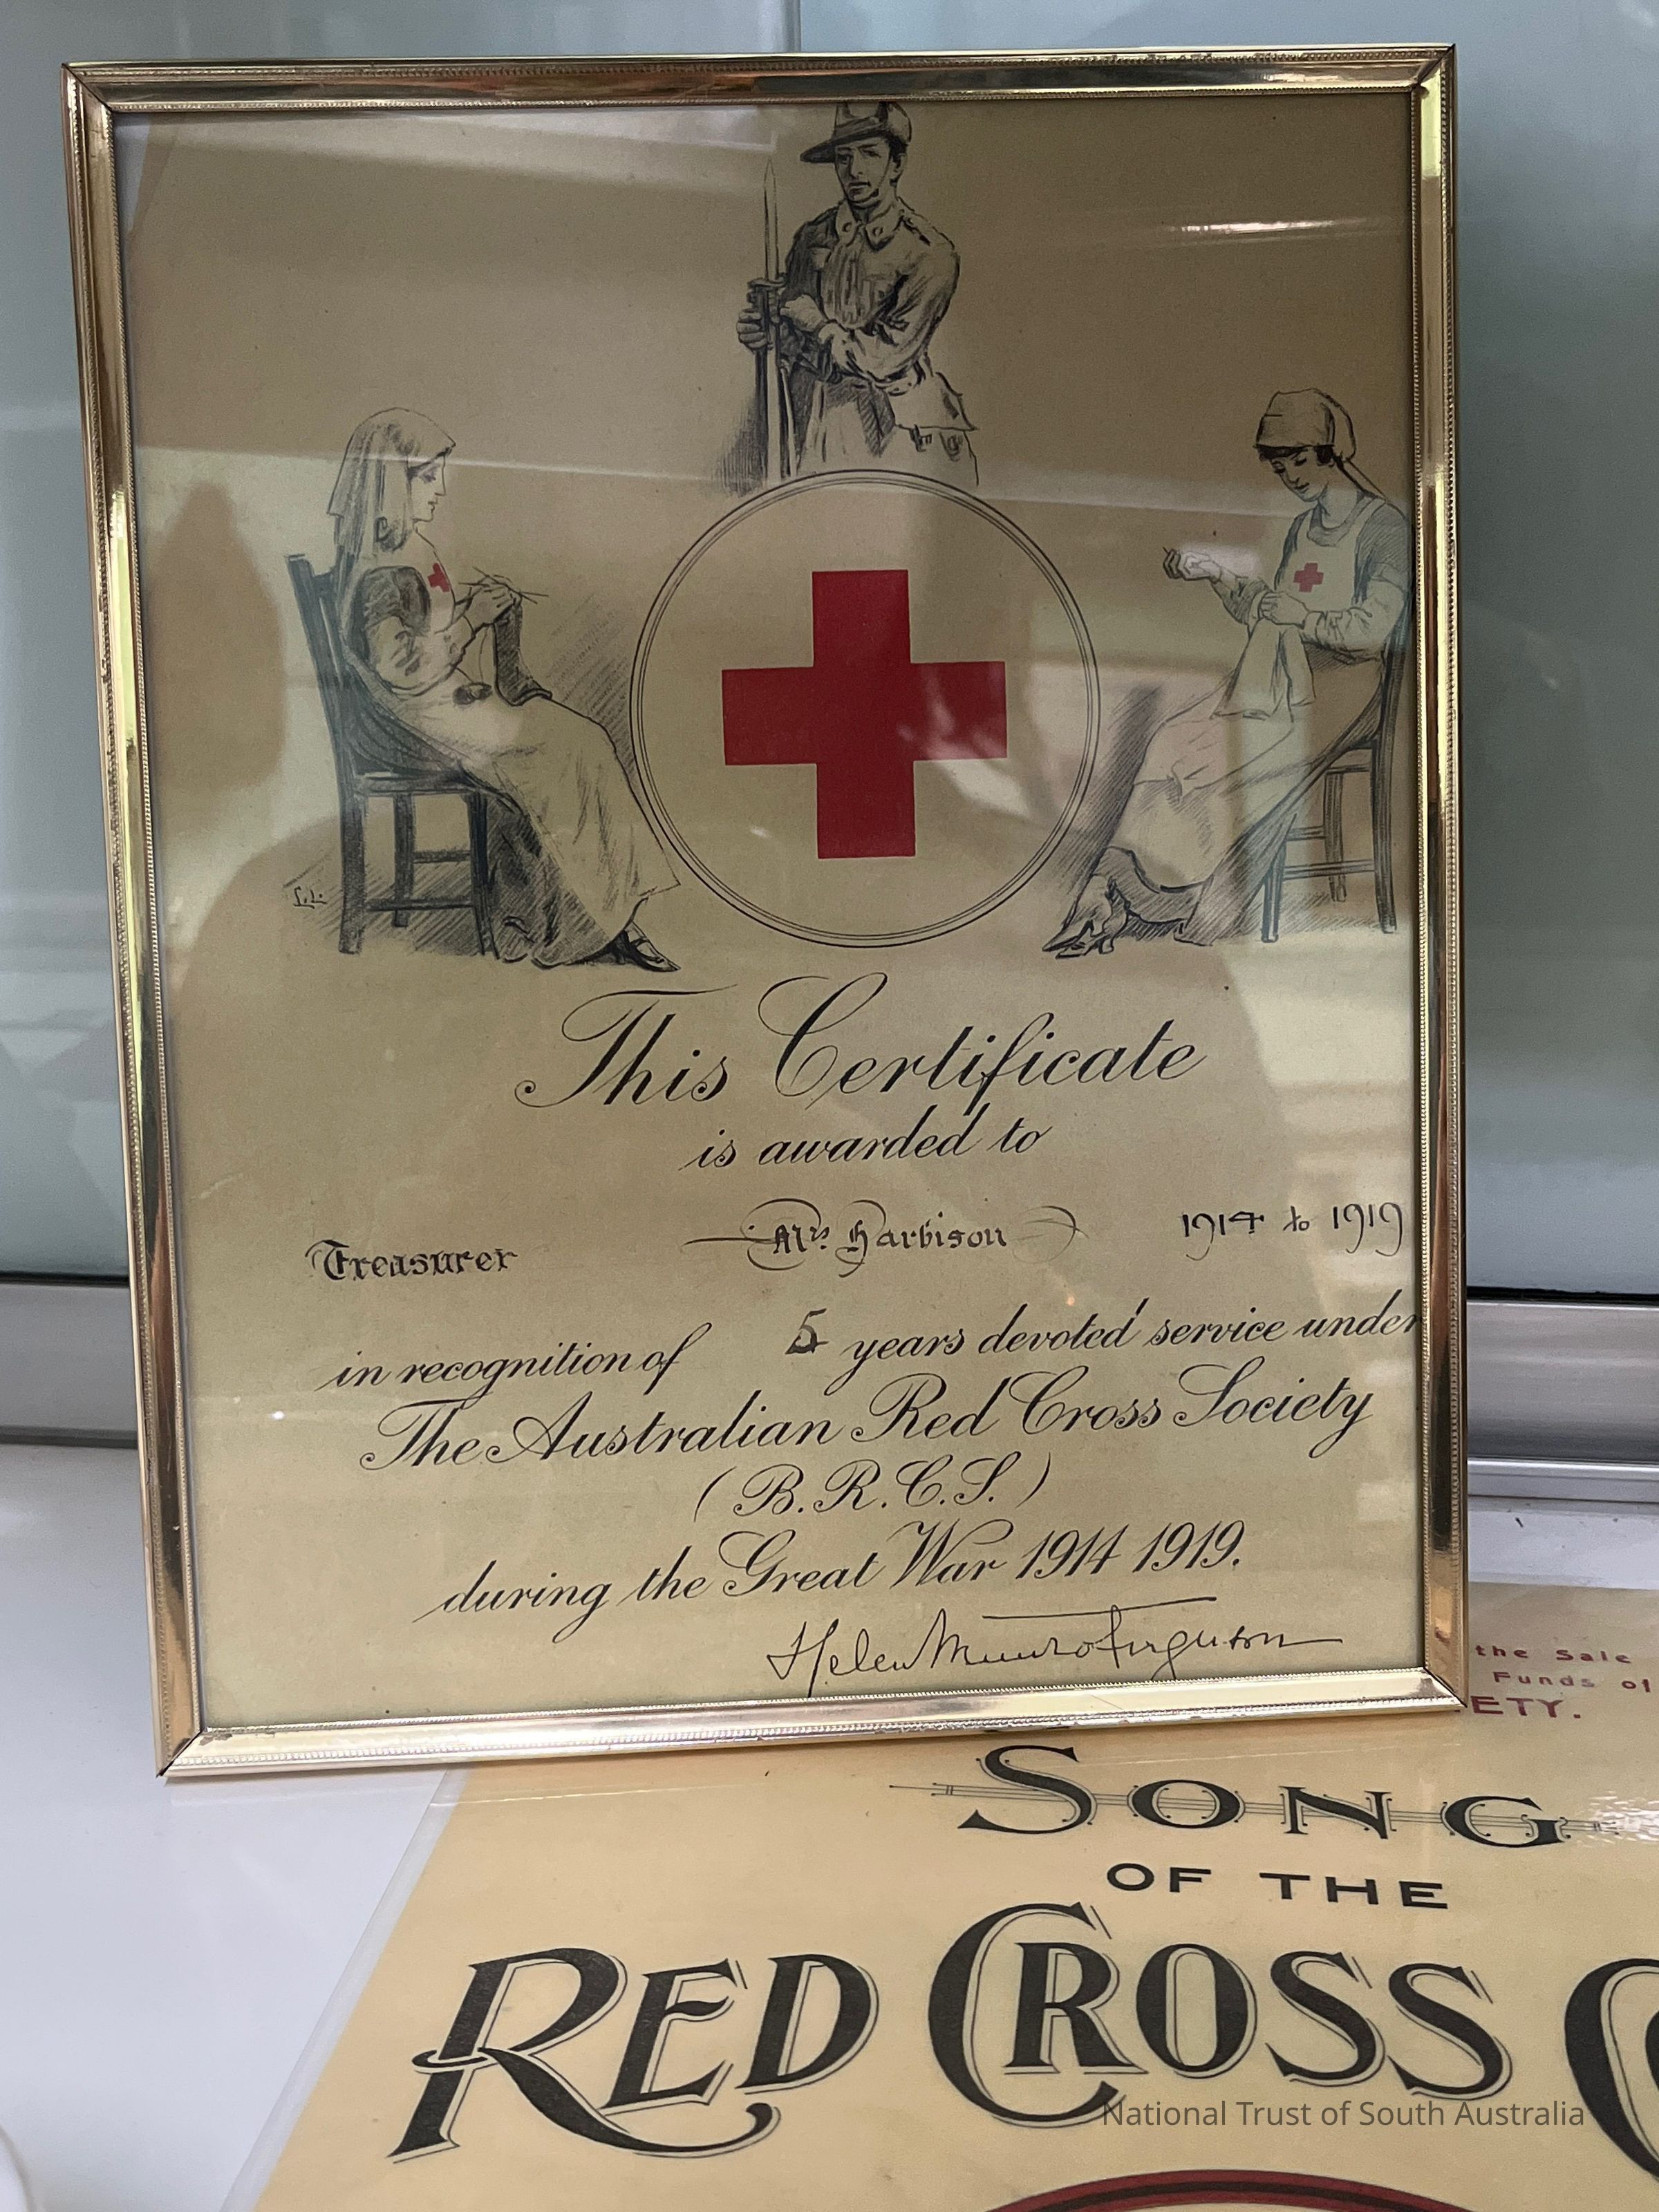 L.L.
This Certificate
is awarded to
Treasurer Mrs. Harbison 1914 to 1919
in recognition of 5 years devoted service under
The Australian Red Cross Society
(B.R.C.S.)
during the Great War 1914 1919.
Helen Munro Ferguson
the Sale
Funds of
ETY.
SONG
OF THE
RED CROSS
National Trust of South Australia